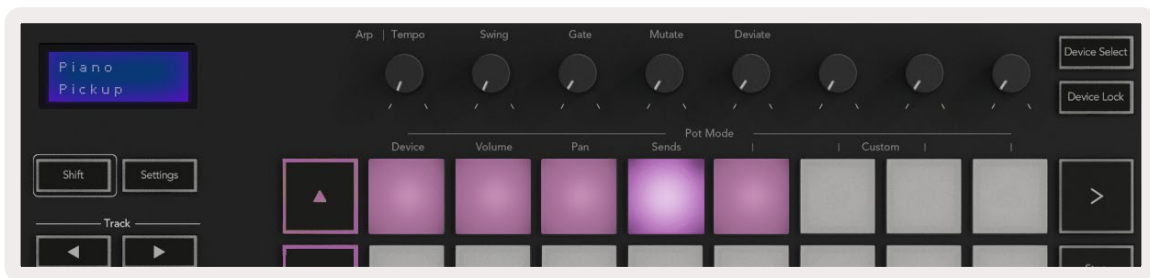 Arp | Tempo Swing Gate Mutate Deviate
Device Select
Piano
Pickup
Device Lock
Pot Mode
Device Volume Pan Sends Custom
Shift Settings
Track